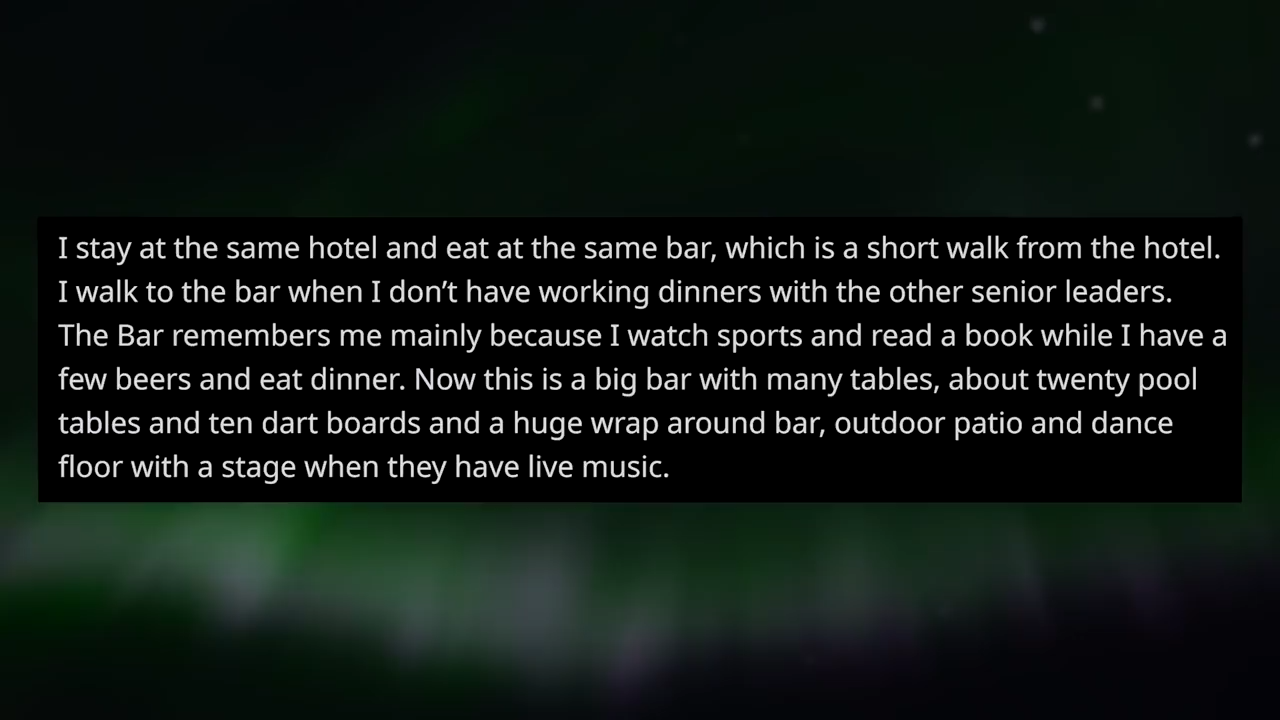 I stay at the same hotel and eat at the same bar, which is a short walk from the hotel.
I walk to the bar when I don’t have working dinners with the other senior leaders.
The Bar remembers me mainly because I watch sports and read a book while I have a
few beers and eat dinner. Now this is a big bar with many tables, about twenty pool
tables and ten dart boards and a huge wrap around bar, outdoor patio and dance
floor with a stage when they have live music.